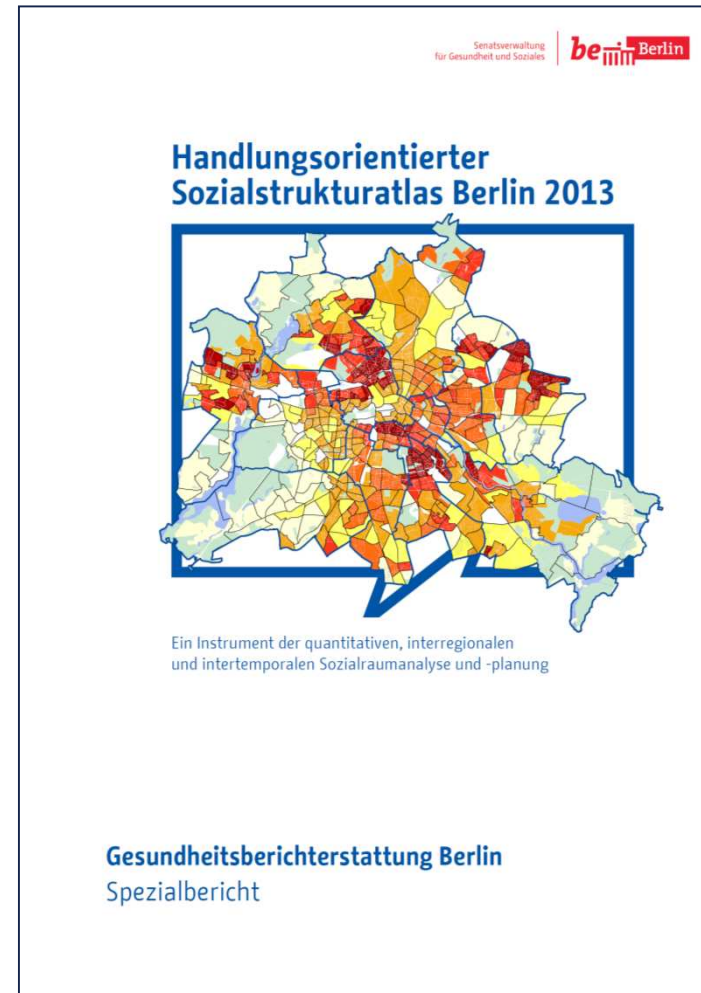 Senatsverwaltung
für Gesundheit und Soziales
be Berlin
Handlungsorientierter
Sozialstrukturatlas Berlin 2013
Ein Instrument der quantitativen, interregionalen
und intertemporalen Sozialraumanalyse und -planung
Gesundheitsberichterstattung Berlin
Spezialbericht